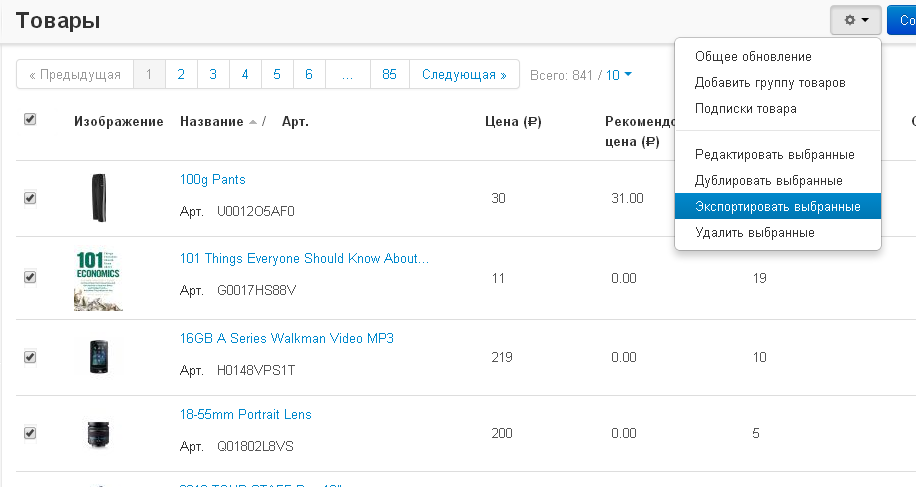 Товары
Со
« Предыдущая 1 2 3 4 5 6 ... 85 Следующая » Всего: 841 / 10
Общее обновление
Добавить группу товаров
Подписки товара
Редактировать выбранные
Дублировать выбранные
Экспортировать выбранные
Удалить выбранные
Изображение Название / Арт. Цена (₽) Рекомендо
цена (₽)
100g Pants
Арт. U0012O5AF0 30 31.00
101 ECONOMICS
101 Things Everyone Should Know About...
Арт. G0017HS88V 11 0.00 19
16GB A Series Walkman Video MP3
Арт. H0148VPS1T 219 0.00 10
18-55mm Portrait Lens
Арт. Q01802L8VS 200 0.00 5